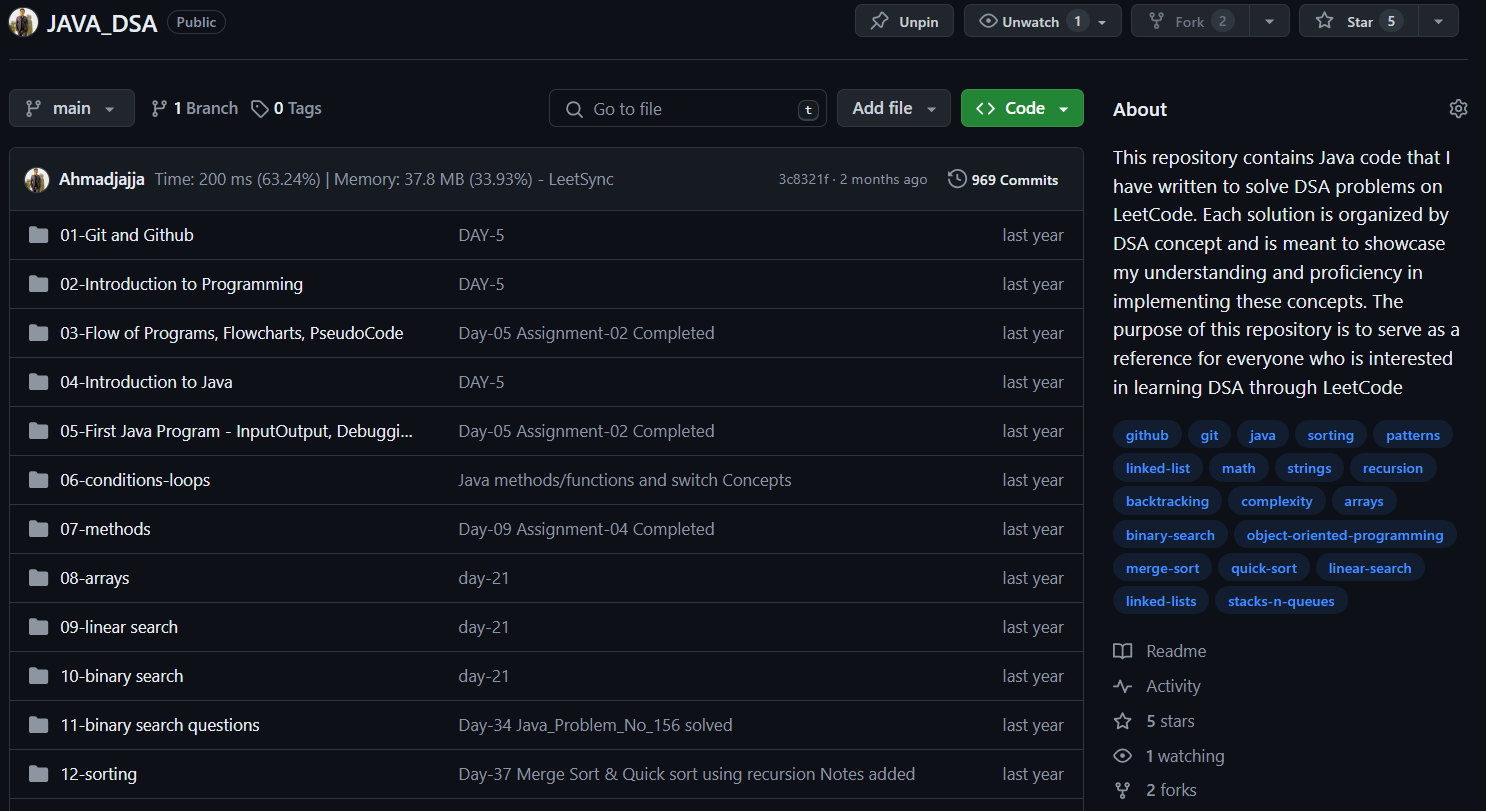 JAVA_DSA Public Unpin Unwatch 1 Fork 2 Star 5
main 1 Branch 0 Tags Go to file t Add file Code
Ahmadjajja Time: 200 ms (63.24%) | Memory: 37.8 MB (33.93%) - LeetSync 3c8321f · 2 months ago 969 Commits
01-Git and Github DAY-5 last year
02-Introduction to Programming DAY-5 last year
03-Flow of Programs, Flowcharts, PseudoCode Day-05 Assignment-02 Completed last year
04-Introduction to Java DAY-5 last year
05-First Java Program - InputOutput, Debuggi... Day-05 Assignment-02 Completed last year
06-conditions-loops Java methods/functions and switch Concepts last year
07-methods Day-09 Assignment-04 Completed last year
08-arrays day-21 last year
09-linear search day-21 last year
10-binary search day-21 last year
11-binary search questions Day-34 Java_Problem_No_156 solved last year
12-sorting Day-37 Merge Sort & Quick sort using recursion Notes added last year
About
This repository contains Java code that I
have written to solve DSA problems on
LeetCode. Each solution is organized by
DSA concept and is meant to showcase
my understanding and proficiency in
implementing these concepts. The
purpose of this repository is to serve as a
reference for everyone who is interested
in learning DSA through LeetCode
github git java sorting patterns
linked-list math strings recursion
backtracking complexity arrays
binary-search object-oriented-programming
merge-sort quick-sort linear-search
linked-lists stacks-n-queues
Readme
Activity
5 stars
1 watching
2 forks